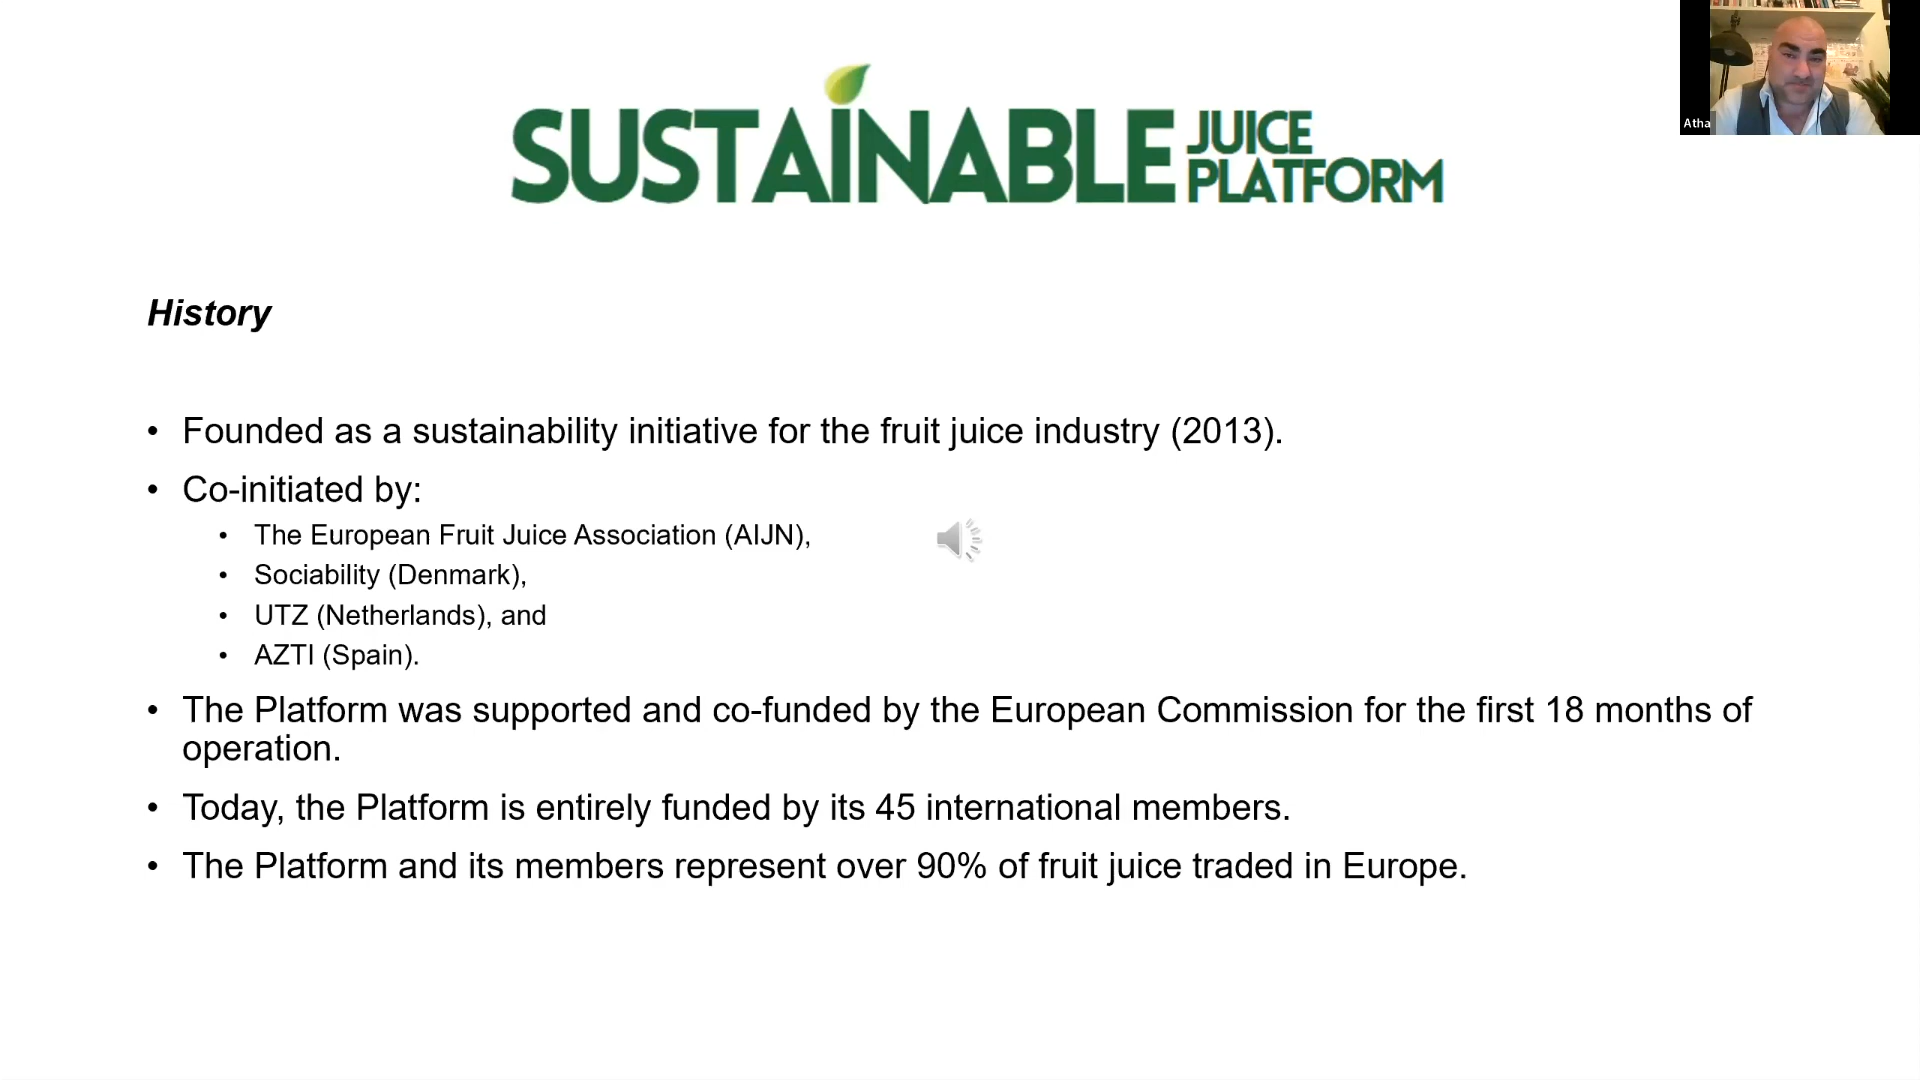 SUSTAINABLE JUICE
PLATFORM
Atha
History
• Founded as a sustainability initiative for the fruit juice industry (2013).
• Co-initiated by:
• The European Fruit Juice Association (AIJN),
• Sociability (Denmark),
• UTZ (Netherlands), and
• AZTI (Spain).
• The Platform was supported and co-funded by the European Commission for the first 18 months of
operation.
• Today, the Platform is entirely funded by its 45 international members.
• The Platform and its members represent over 90% of fruit juice traded in Europe.